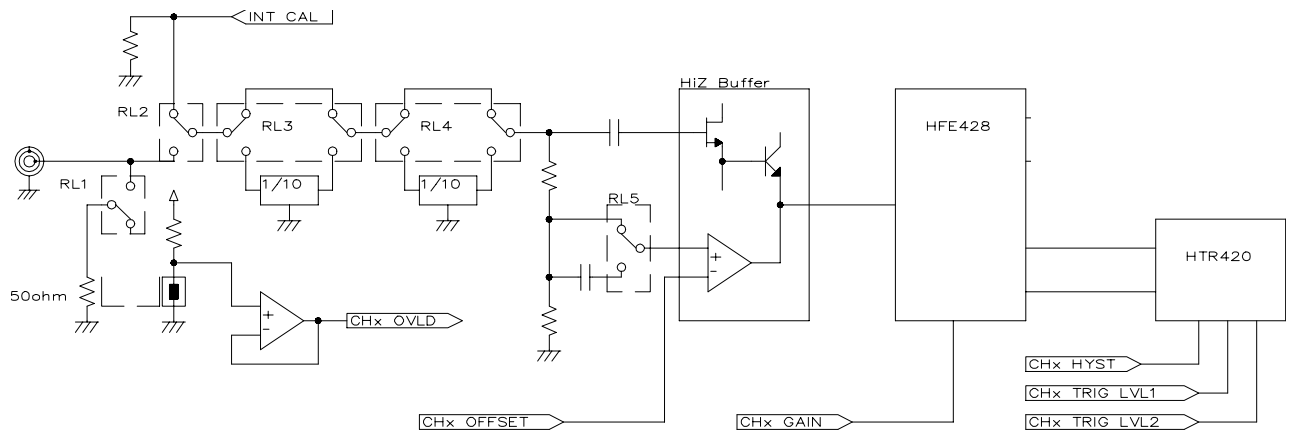 INT CAL
HiZ Buffer
RL2
RL3
RL4
HFE428
RL1
1/10
1/10
RL5
+
-
HTR420
50ohm
+
-
CHx OVLD
CHx HYST
CHx TRIG LVL1
CHx OFFSET
CHx GAIN
CHx TRIG LVL2